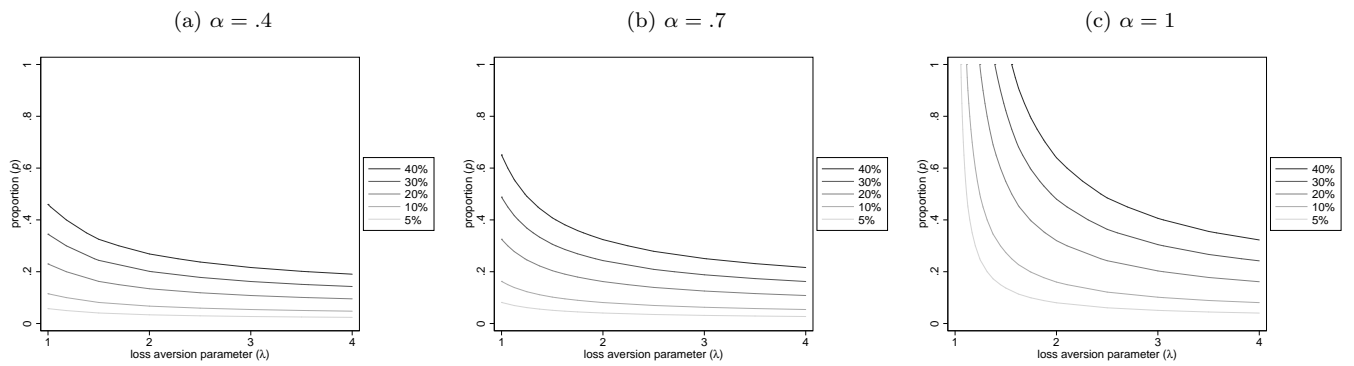 (a) α = .4
1
.8
.6
.4
.2
0
proportion (p)
1 2 3 4
loss aversion parameter (λ)
40%
30%
20%
10%
5%
(b) α = .7
1
.8
.6
.4
.2
0
proportion (p)
1 2 3 4
loss aversion parameter (λ)
40%
30%
20%
10%
5%
(c) α = 1
1
.8
.6
.4
.2
0
proportion (p)
1 2 3 4
loss aversion parameter (λ)
40%
30%
20%
10%
5%